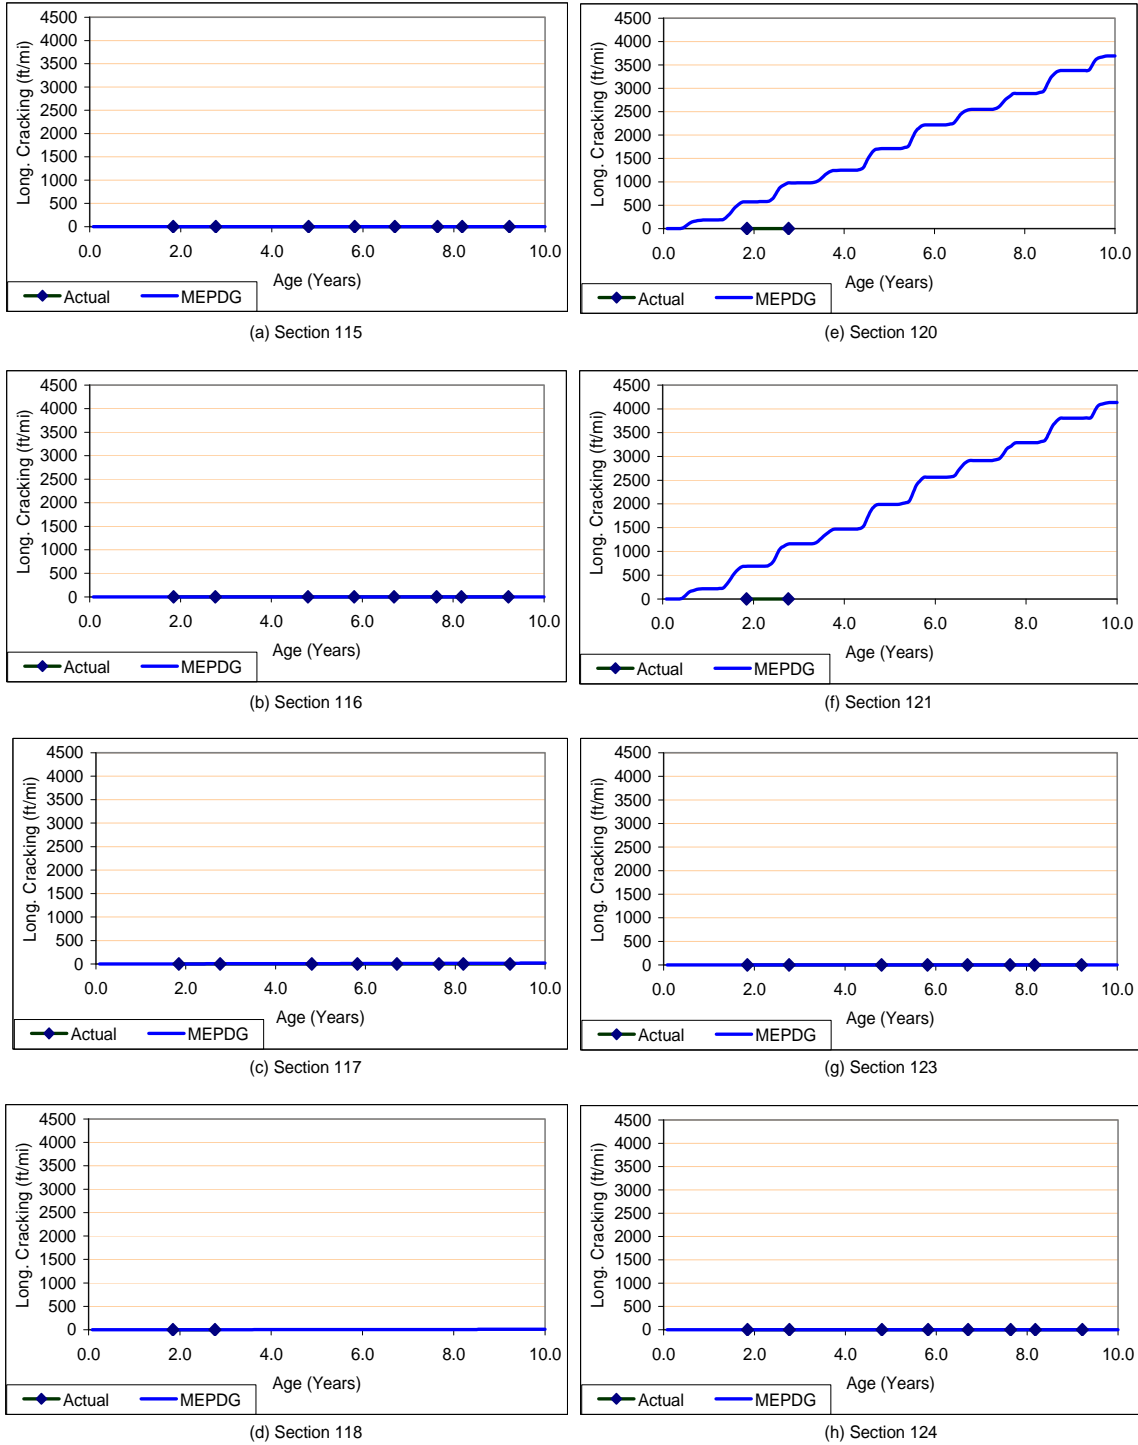 Long. Cracking (ft/mi)
4500
4000
3500
3000
2500
2000
1500
1000
500
0
0.0 2.0 4.0 6.0 8.0 10.0
Age (Years)
Actual MEPDG
(a) Section 115
Long. Cracking (ft/mi)
4500
4000
3500
3000
2500
2000
1500
1000
500
0
0.0 2.0 4.0 6.0 8.0 10.0
Age (Years)
Actual MEPDG
(b) Section 116
Long. Cracking (ft/mi)
4500
4000
3500
3000
2500
2000
1500
1000
500
0
0.0 2.0 4.0 6.0 8.0 10.0
Age (Years)
Actual MEPDG
(c) Section 117
Long. Cracking (ft/mi)
4500
4000
3500
3000
2500
2000
1500
1000
500
0
0.0 2.0 4.0 6.0 8.0 10.0
Age (Years)
Actual MEPDG
(d) Section 118
Long. Cracking (ft/mi)
4500
4000
3500
3000
2500
2000
1500
1000
500
0
0.0 2.0 4.0 6.0 8.0 10.0
Age (Years)
Actual MEPDG
(e) Section 120
Long. Cracking (ft/mi)
4500
4000
3500
3000
2500
2000
1500
1000
500
0
0.0 2.0 4.0 6.0 8.0 10.0
Age (Years)
Actual MEPDG
(f) Section 121
Long. Cracking (ft/mi)
4500
4000
3500
3000
2500
2000
1500
1000
500
0
0.0 2.0 4.0 6.0 8.0 10.0
Age (Years)
Actual MEPDG
(g) Section 123
Long. Cracking (ft/mi)
4500
4000
3500
3000
2500
2000
1500
1000
500
0
0.0 2.0 4.0 6.0 8.0 10.0
Age (Years)
Actual MEPDG
(h) Section 124